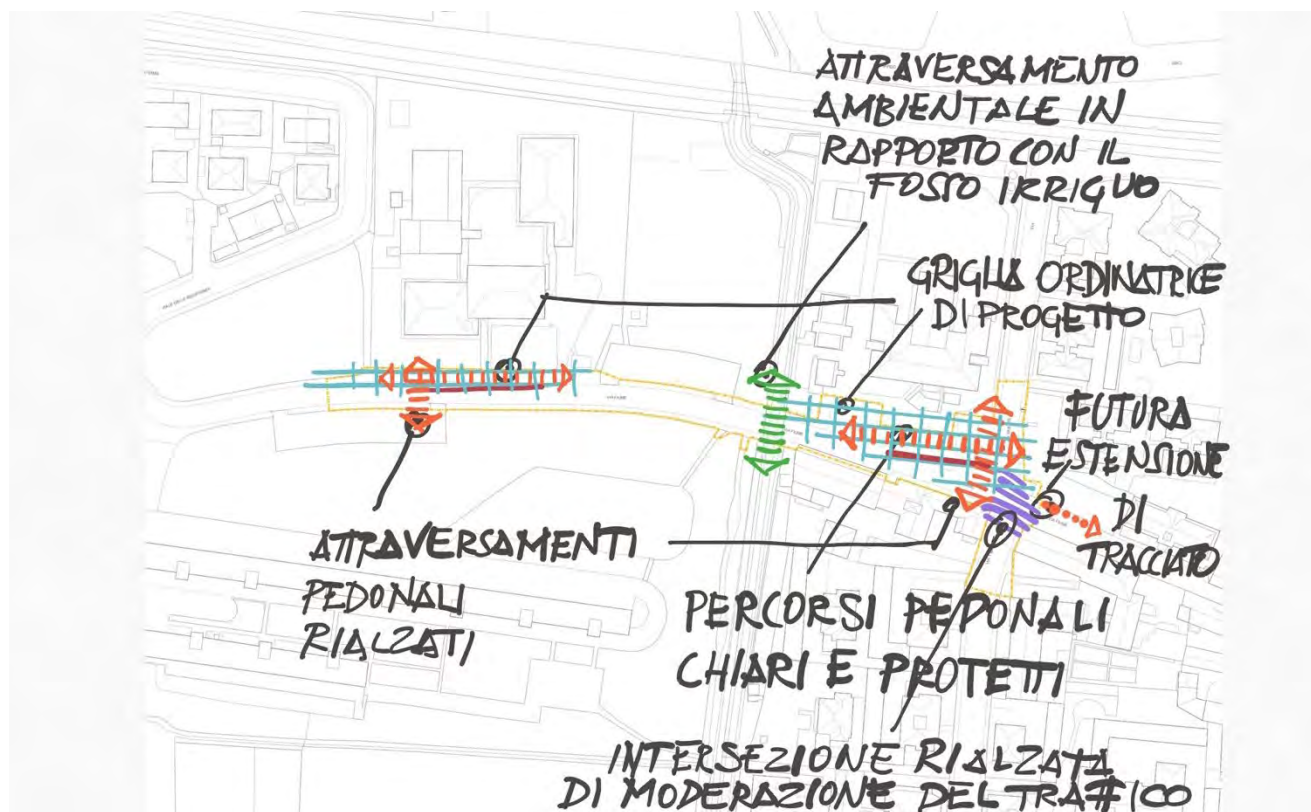 ATTRAVERSAMENTO
AMBIENTALE IN
RAPPORTO CON IL
FOSSO IRRIGUO
GRIGLIA ORDINATRICE
DI PROGETTO
FUTURA
ESTENSIONE
DI
TRACCIATO
ATTRAVERSAMENTI
PEDONALI
RIALZATI
PERCORSI PEDONALI
CHIARI E PROTETTI
INTERSEZIONE RIALZATA
DI MODERAZIONE DEL TRAFFICO